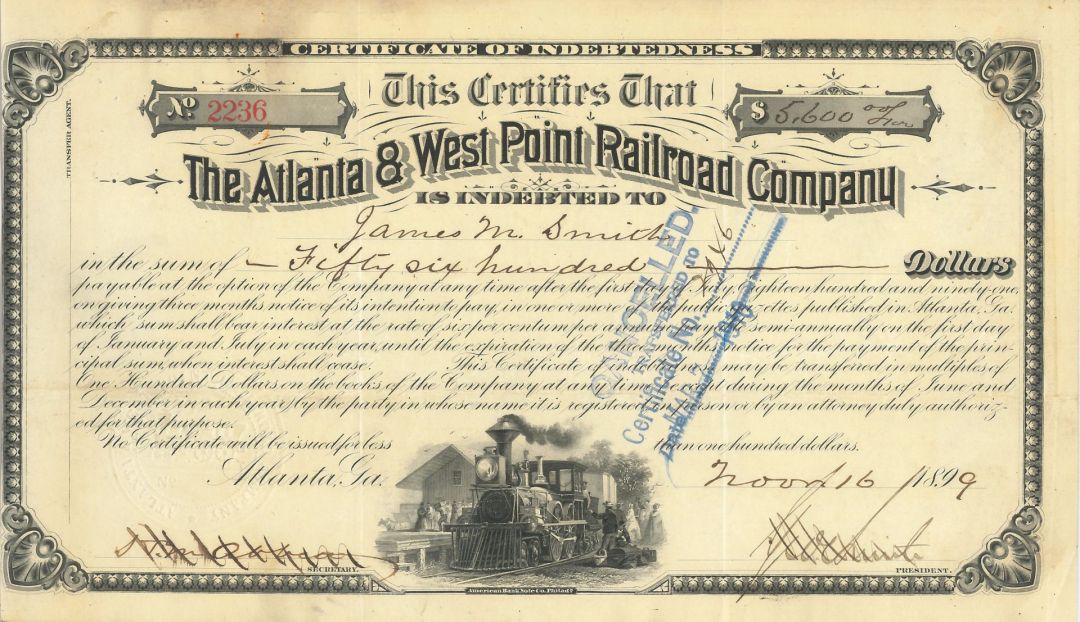 CERTIFICATE OF INDEBTEDNESS
TRANSFER AGENT.
No 2236
This Certifies That
$ 5,600 00/100
The Atlanta & West Point Railroad Company
IS INDEBTED TO
James M. Smith
in the sum of — Fifty six hundred — Dollars
payable at the option of the Company at any time after the first July, Eighteen hundred and ninety-one,
on giving three months notice of its intention to pay, in one or more Gazettes published in Atlanta, Ga.
which sum shall bear interest at the rate of six per centum per annum, payable semi-annually on the first day
of January and July in each year, until the expiration of the three months notice for the payment of the prin-
cipal sum, when interest shall cease. This Certificate of indebtedness may be transferred in multiples of
One Hundred Dollars on the books of the Company at any time (except during the months of June and
December in each year) by the party in whose name it is registered in person or by an attorney duly authoriz-
ed for that purpose.
No Certificate will be issued for less than one hundred dollars.
Atlanta, Ga. Nov 16 1899
CANCELLED.
TRANSFERRED TO
Certificate No.
Date MAR 2 1910
SECRETARY.
PRESIDENT.
American Bank Note Co. Philada.